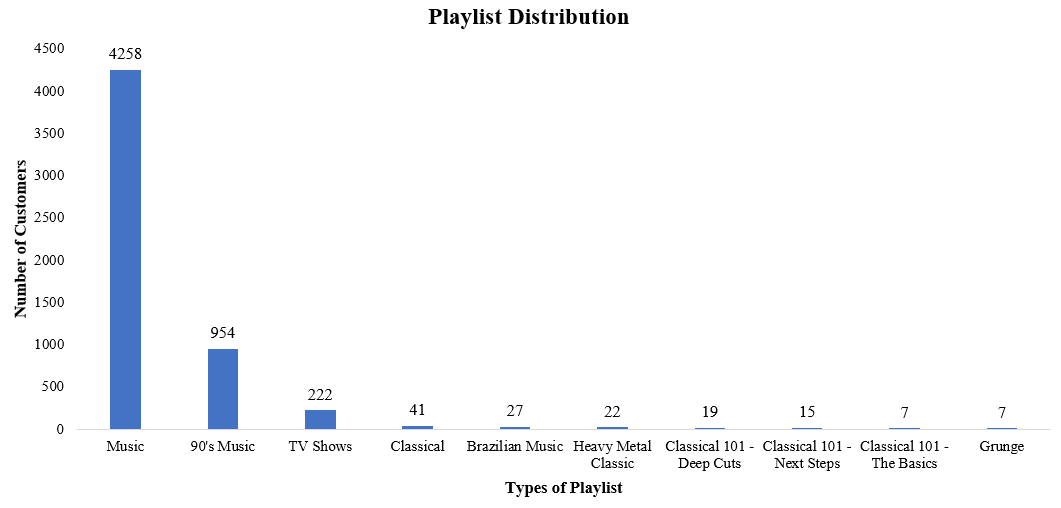 Playlist Distribution
Number of Customers
4500
4000
3500
3000
2500
2000
1500
1000
500
0
4258
954
222
41
27
22
19
15
7
7
Music
90's Music
TV Shows
Classical
Brazilian Music
Heavy Metal
Classic
Classical 101 -
Deep Cuts
Classical 101 -
Next Steps
Classical 101 -
The Basics
Grunge
Types of Playlist